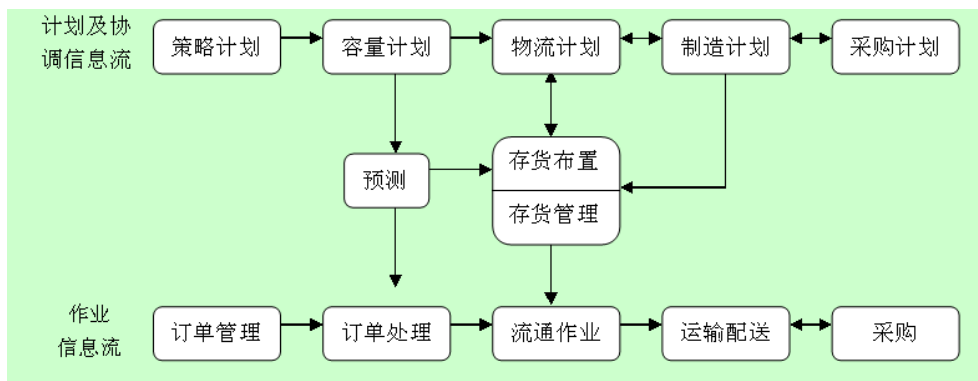 计划及协
调信息流
策略计划
容量计划
物流计划
制造计划
采购计划
预测
存货布置
存货管理
作业
信息流
订单管理
订单处理
流通作业
运输配送
采购